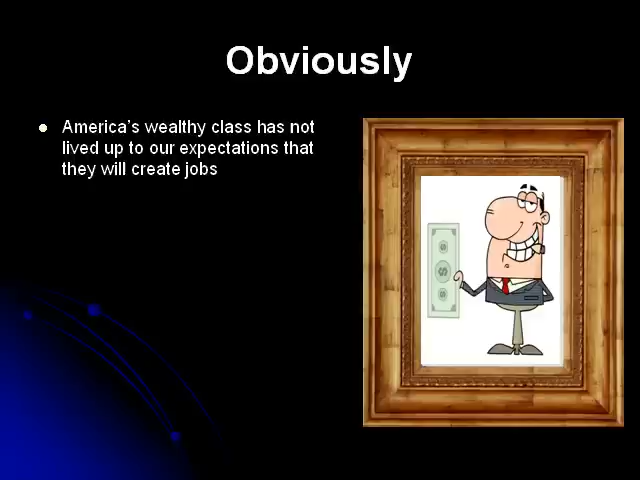 Obviously
America's wealthy class has not
lived up to our expectations that
they will create jobs